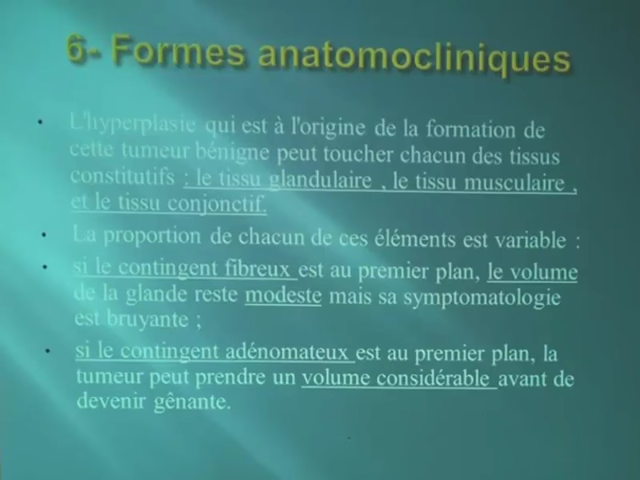 6- Formes anatomocliniques
• L'hyperplasie qui est à l'origine de la formation de
cette tumeur bénigne peut toucher chacun des tissus
constitutifs : le tissu glandulaire , le tissu musculaire ,
et le tissu conjonctif.
• La proportion de chacun de ces éléments est variable :
• si le contingent fibreux est au premier plan, le volume
de la glande reste modeste mais sa symptomatologie
est bruyante ;
• si le contingent adénomateux est au premier plan, la
tumeur peut prendre un volume considérable avant de
devenir gênante.